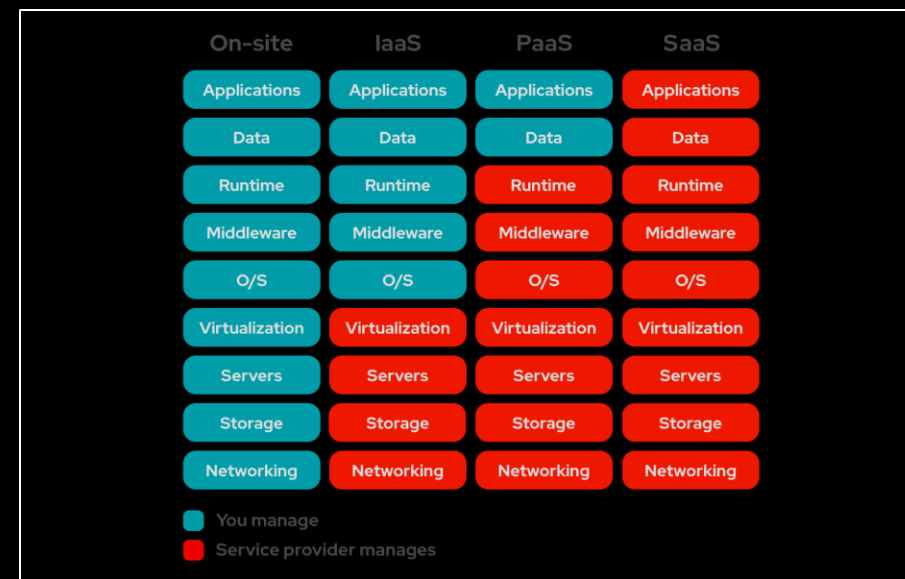 On-site IaaS PaaS SaaS
Applications Applications Applications Applications
Data Data Data Data
Runtime Runtime Runtime Runtime
Middleware Middleware Middleware Middleware
O/S O/S O/S O/S
Virtualization Virtualization Virtualization Virtualization
Servers Servers Servers Servers
Storage Storage Storage Storage
Networking Networking Networking Networking
You manage
Service provider manages